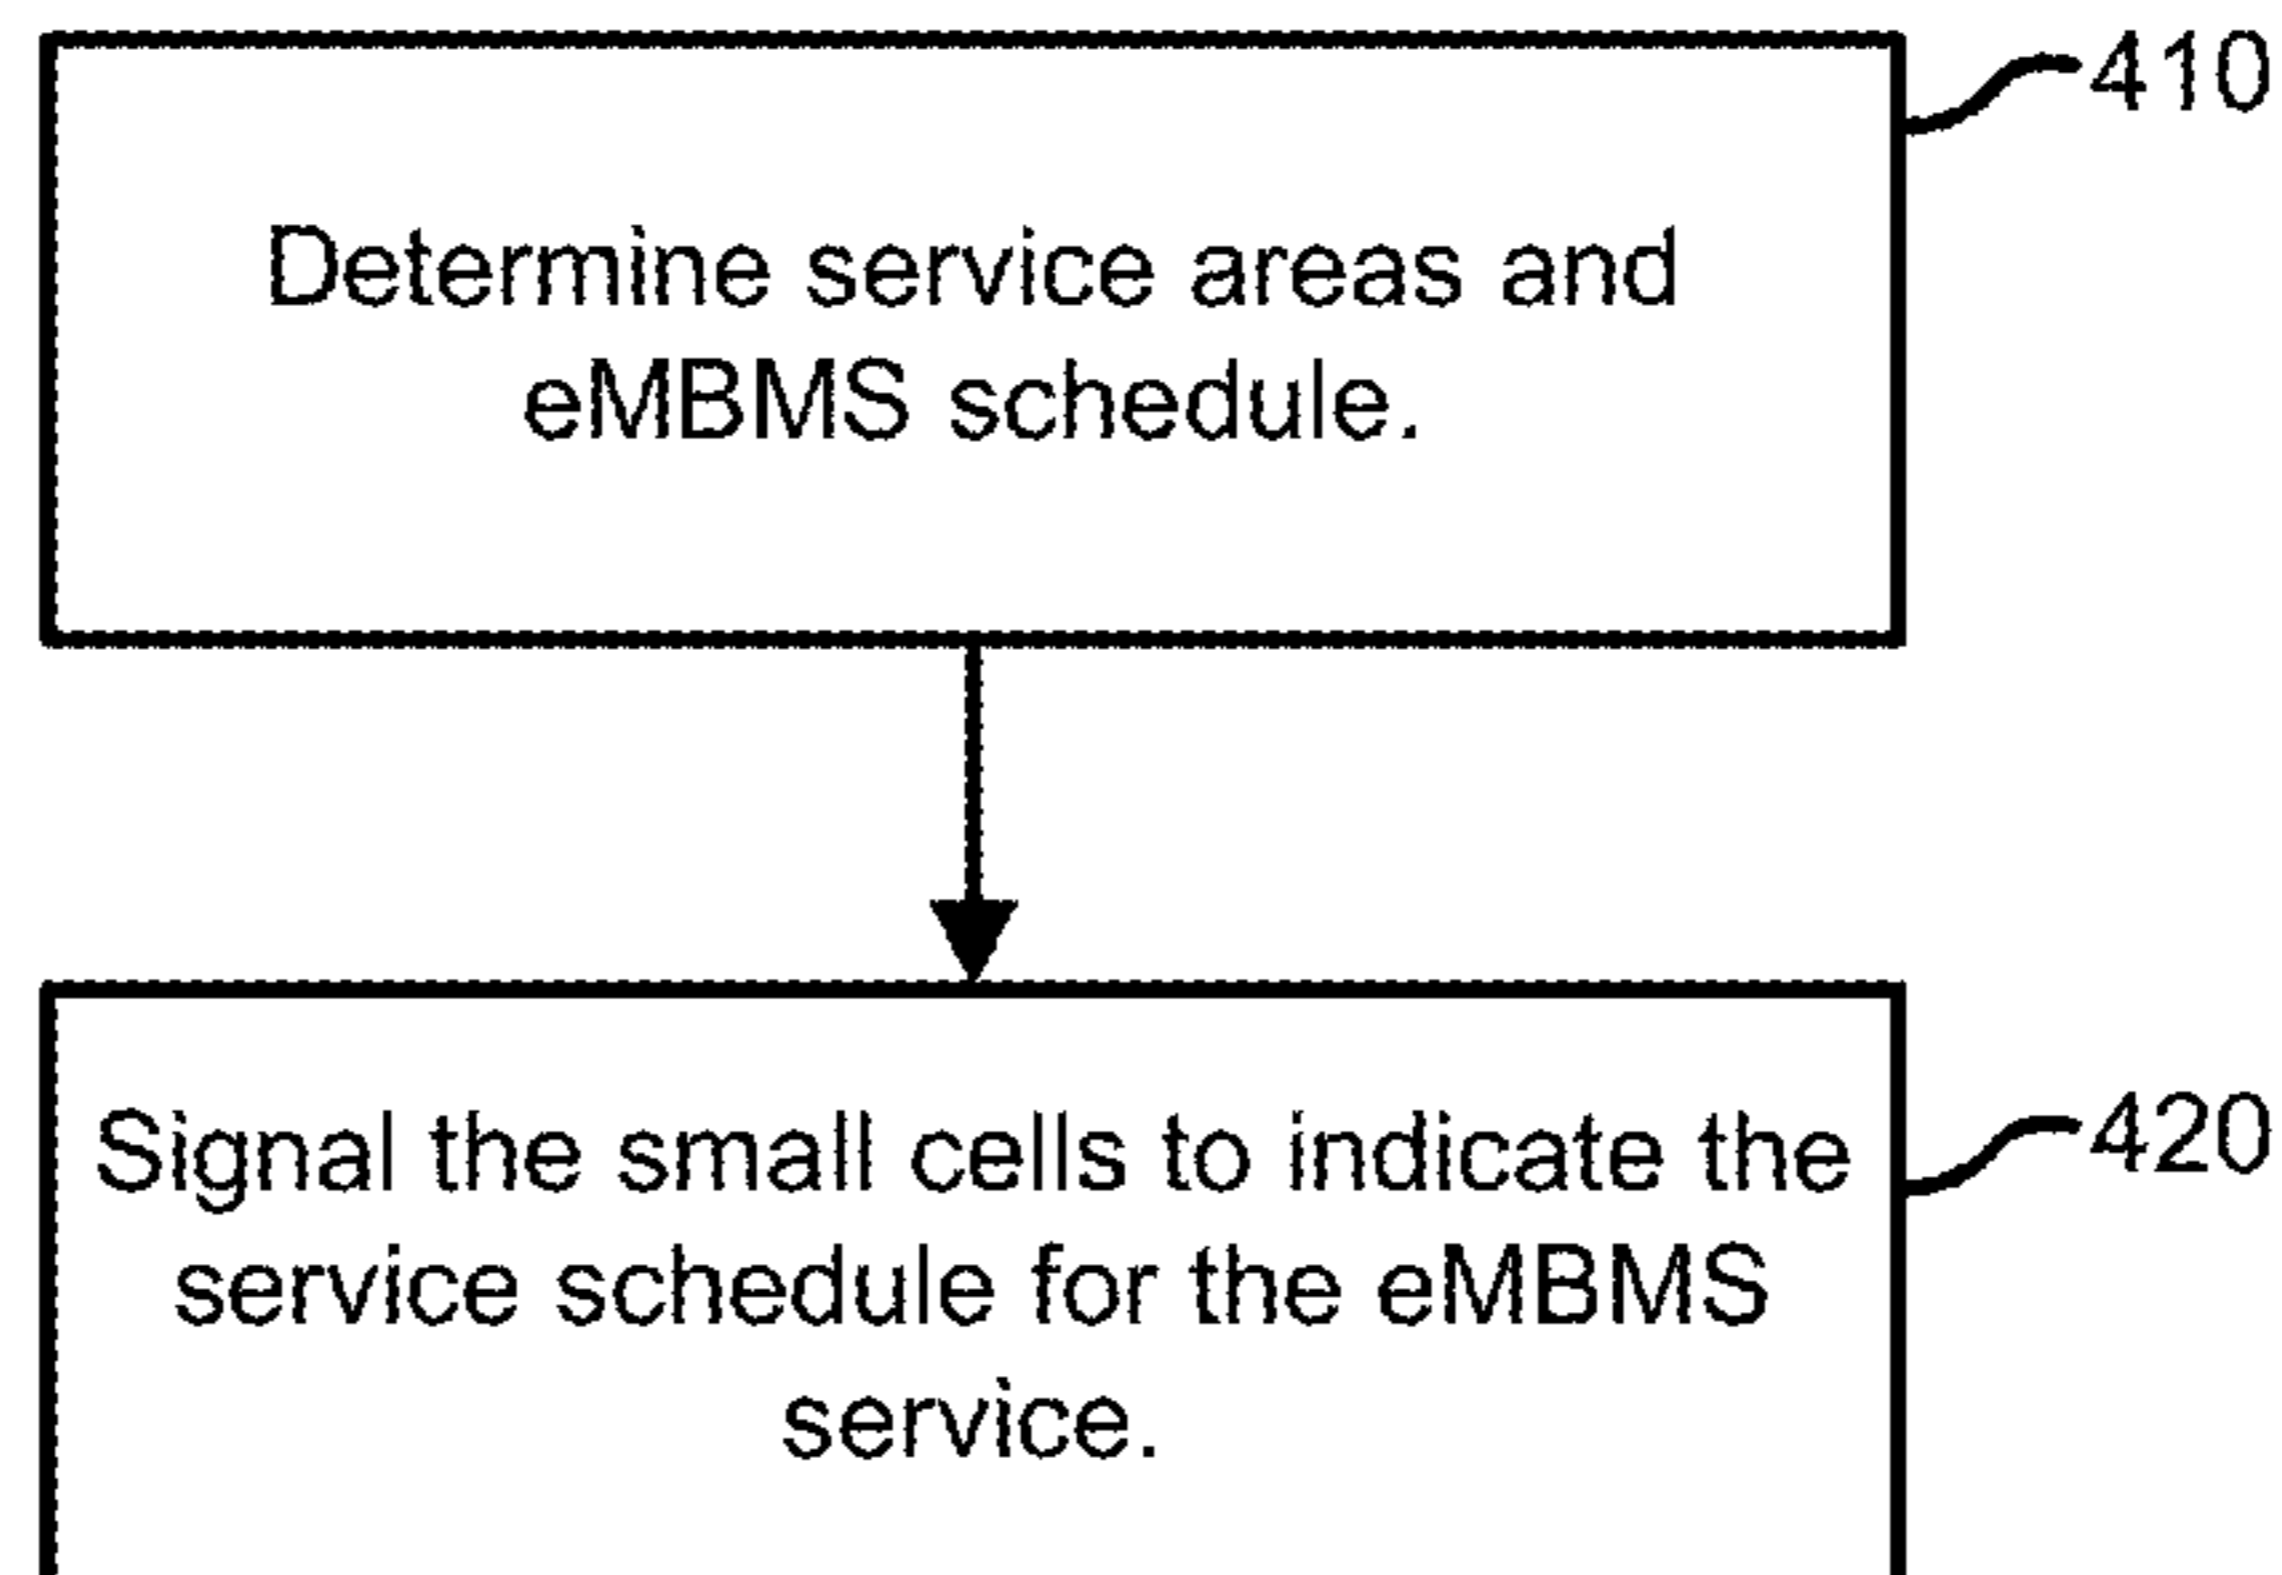 410
Determine service areas and
eMBMS schedule.
420
Signal the small cells to indicate the
service schedule for the eMBMS
service.